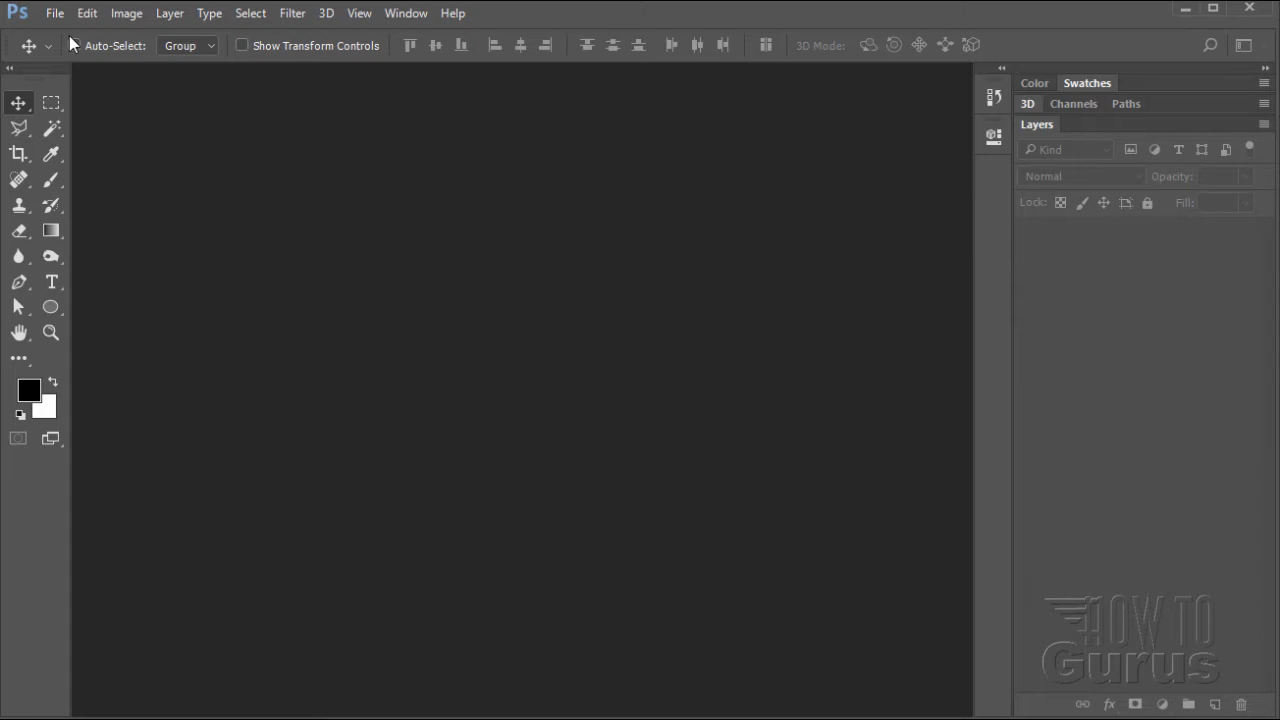 Ps File Edit Image Layer Type Select Filter 3D View Window Help
Auto-Select: Group Show Transform Controls 3D Mode:
Color Swatches
3D Channels Paths
Layers
Kind
Normal Opacity:
Lock: Fill:
HOW TO
Gurus